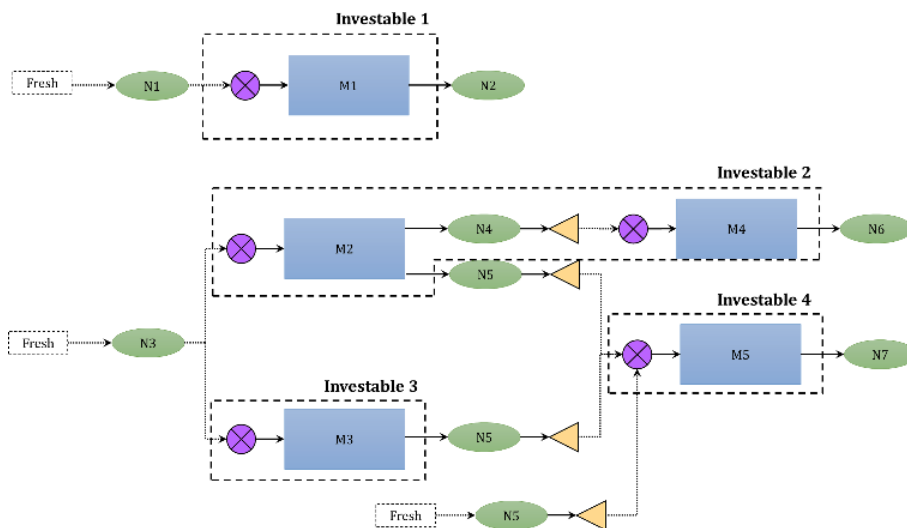 Investable 1
Fresh
N1
M1
N2
Investable 2
M2
N4
M4
N6
N5
Investable 4
Fresh
N3
M5
N7
Investable 3
M3
N5
Fresh
N5